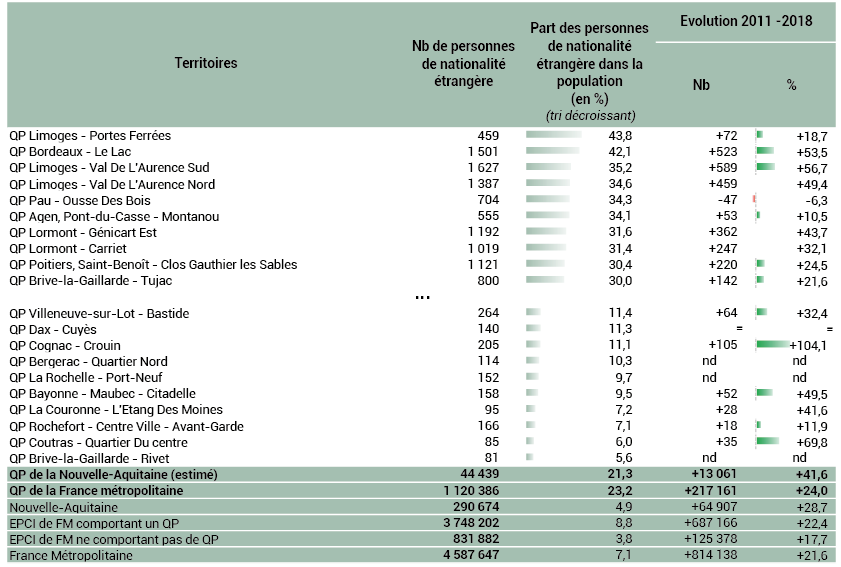 Territoires Nb de personnes de nationalité étrangère Part des personnes de nationalité étrangère dans la population (en %) (tri décroissant) Evolution 2011 -2018
Nb %
QP Limoges - Portes Ferrées 459 43,8 +72 +18,7
QP Bordeaux - Le Lac 1 501 42,1 +523 +53,5
QP Limoges - Val De L'Aurence Sud 1 627 35,2 +589 +56,7
QP Limoges - Val De L'Aurence Nord 1 387 34,6 +459 +49,4
QP Pau - Ousse Des Bois 704 34,3 -47 -6,3
QP Agen, Pont-du-Casse - Montanou 555 34,1 +53 +10,5
QP Lormont - Génicart Est 1 192 31,6 +362 +43,7
QP Lormont - Carriet 1 019 31,4 +247 +32,1
QP Poitiers, Saint-Benoît - Clos Gauthier les Sables 1 121 30,4 +220 +24,5
QP Brive-la-Gaillarde - Tujac 800 30,0 +142 +21,6
...
QP Villeneuve-sur-Lot - Bastide 264 11,4 +64 +32,4
QP Dax - Cuyès 140 11,3 = =
QP Cognac - Crouin 205 11,1 +105 +104,1
QP Bergerac - Quartier Nord 114 10,3 nd nd
QP La Rochelle - Port-Neuf 152 9,7 nd nd
QP Bayonne - Maubec - Citadelle 158 9,5 +52 +49,5
QP La Couronne - L'Etang Des Moines 95 7,2 +28 +41,6
QP Rochefort - Centre Ville - Avant-Garde 166 7,1 +18 +11,9
QP Coutras - Quartier Du centre 85 6,0 +35 +69,8
QP Brive-la-Gaillarde - Rivet 81 5,6 nd nd
QP de la Nouvelle-Aquitaine (estimé) 44 439 21,3 +13 061 +41,6
QP de la France métropolitaine 1 120 386 23,2 +217 161 +24,0
Nouvelle-Aquitaine 290 674 4,9 +64 907 +28,7
EPCI de FM comportant un QP 3 748 202 8,8 +687 166 +22,4
EPCI de FM ne comportant pas de QP 831 882 3,8 +125 378 +17,7
France Métropolitaine 4 587 647 7,1 +814 138 +21,6